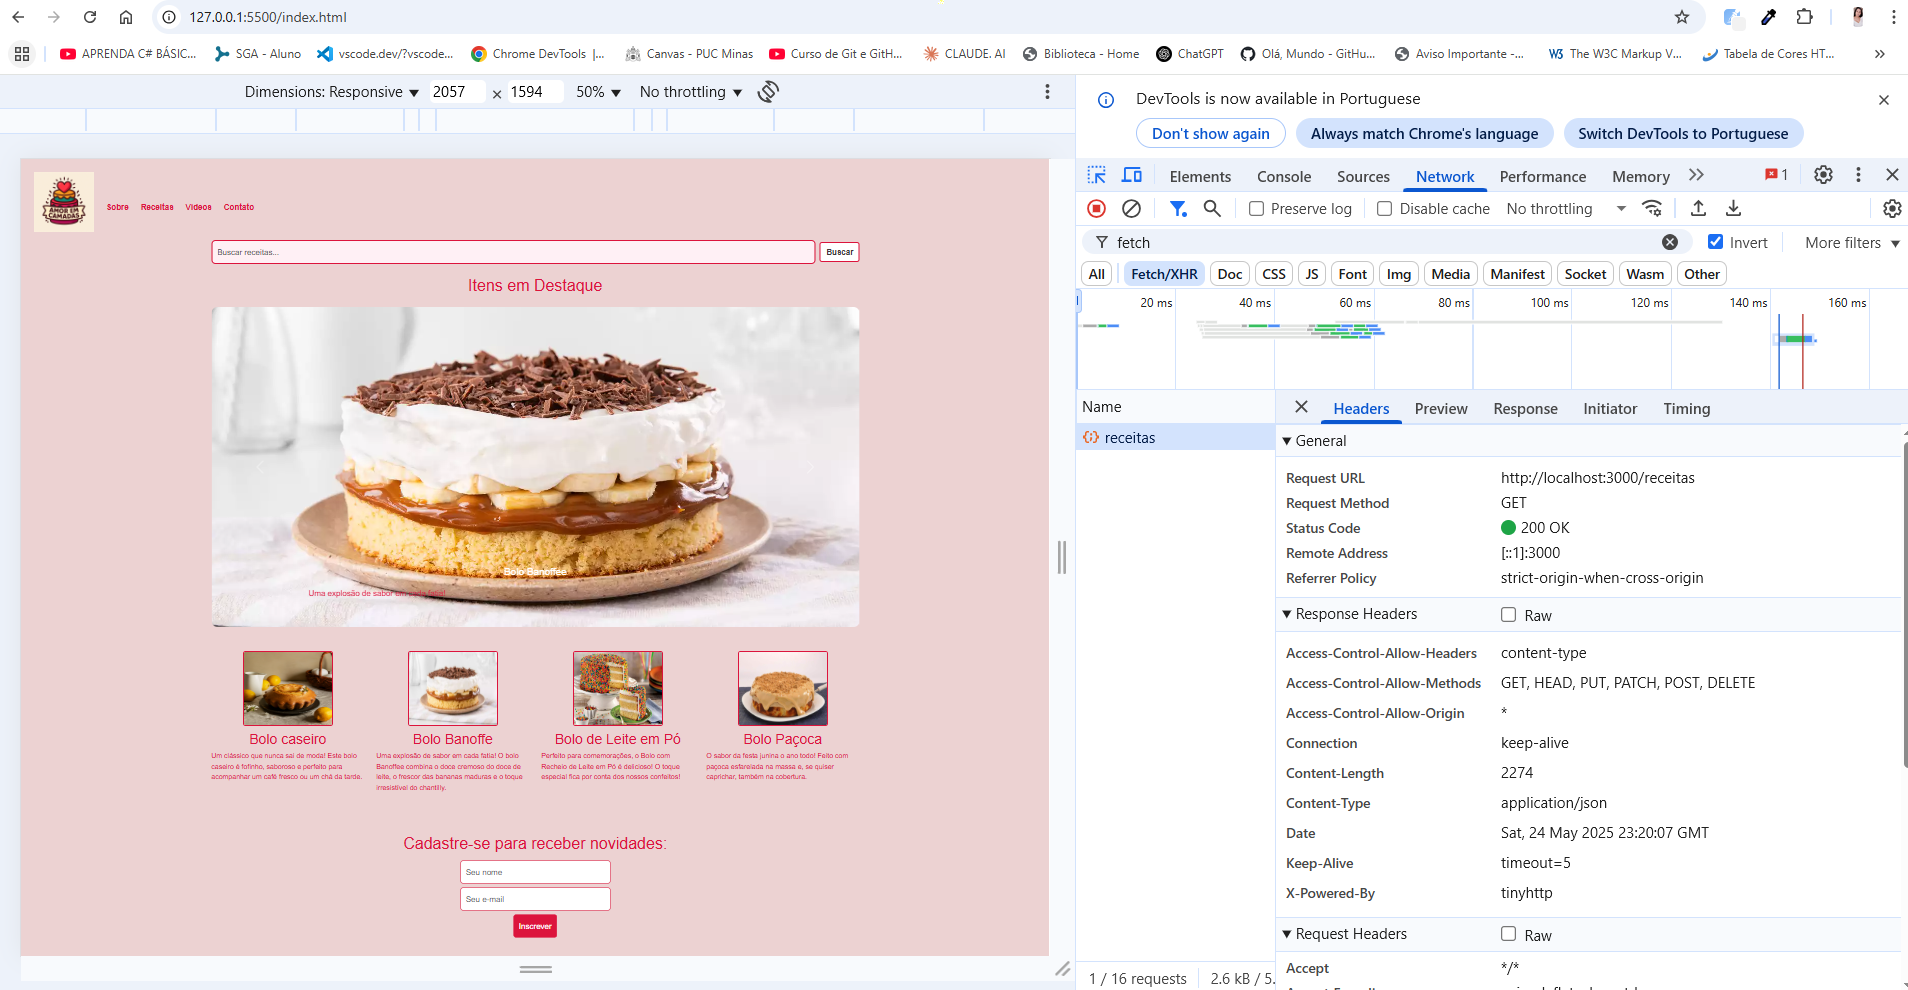 127.0.0.1:5500/index.html
APRENDA C# BÁSIC...
SGA - Aluno
vscode.dev/?vscode...
Chrome DevTools |...
Canvas - PUC Minas
Curso de Git e GitH...
CLAUDE. AI
Biblioteca - Home
ChatGPT
Olá, Mundo - GitHu...
Aviso Importante -...
W3 The W3C Markup V...
Tabela de Cores HT...
Dimensions: Responsive 2057 × 1594 50% No throttling
AMOR EM
CAMADAS
Sobre Receitas Videos Contato
Buscar receitas... Buscar
Itens em Destaque
Bolo Banoffee
Uma explosão de sabor em cada fatia!
Bolo caseiro
Um clássico que nunca sai de moda! Este bolo
caseiro é fofinho, saboroso e perfeito para
acompanhar um café fresco ou um chá da tarde.
Bolo Banoffe
Uma explosão de sabor em cada fatia! O bolo
Banoffee combina o doce cremoso do doce de
leite, o frescor das bananas maduras e o toque
irresistível do chantilly.
Bolo de Leite em Pó
Perfeito para comemorações, o Bolo com
Recheio de Leite em Pó é delicioso! O toque
especial fica por conta dos nossos confeitos!
Bolo Paçoca
O sabor da festa junina o ano todo! Feito com
paçoca esfarelada na massa e, se quiser
caprichar, também na cobertura.
Cadastre-se para receber novidades:
Seu nome
Seu e-mail
Inscrever
DevTools is now available in Portuguese
Don't show again Always match Chrome's language Switch DevTools to Portuguese
Elements Console Sources Network Performance Memory 1
Preserve log Disable cache No throttling
fetch Invert More filters
All Fetch/XHR Doc CSS JS Font Img Media Manifest Socket Wasm Other
20 ms 40 ms 60 ms 80 ms 100 ms 120 ms 140 ms 160 ms
Name
receitas
Headers Preview Response Initiator Timing
General
Request URL http://localhost:3000/receitas
Request Method GET
Status Code 200 OK
Remote Address [::1]:3000
Referrer Policy strict-origin-when-cross-origin
Response Headers Raw
Access-Control-Allow-Headers content-type
Access-Control-Allow-Methods GET, HEAD, PUT, PATCH, POST, DELETE
Access-Control-Allow-Origin *
Connection keep-alive
Content-Length 2274
Content-Type application/json
Date Sat, 24 May 2025 23:20:07 GMT
Keep-Alive timeout=5
X-Powered-By tinyhttp
Request Headers Raw
Accept */*
1 / 16 requests 2.6 kB / 5.